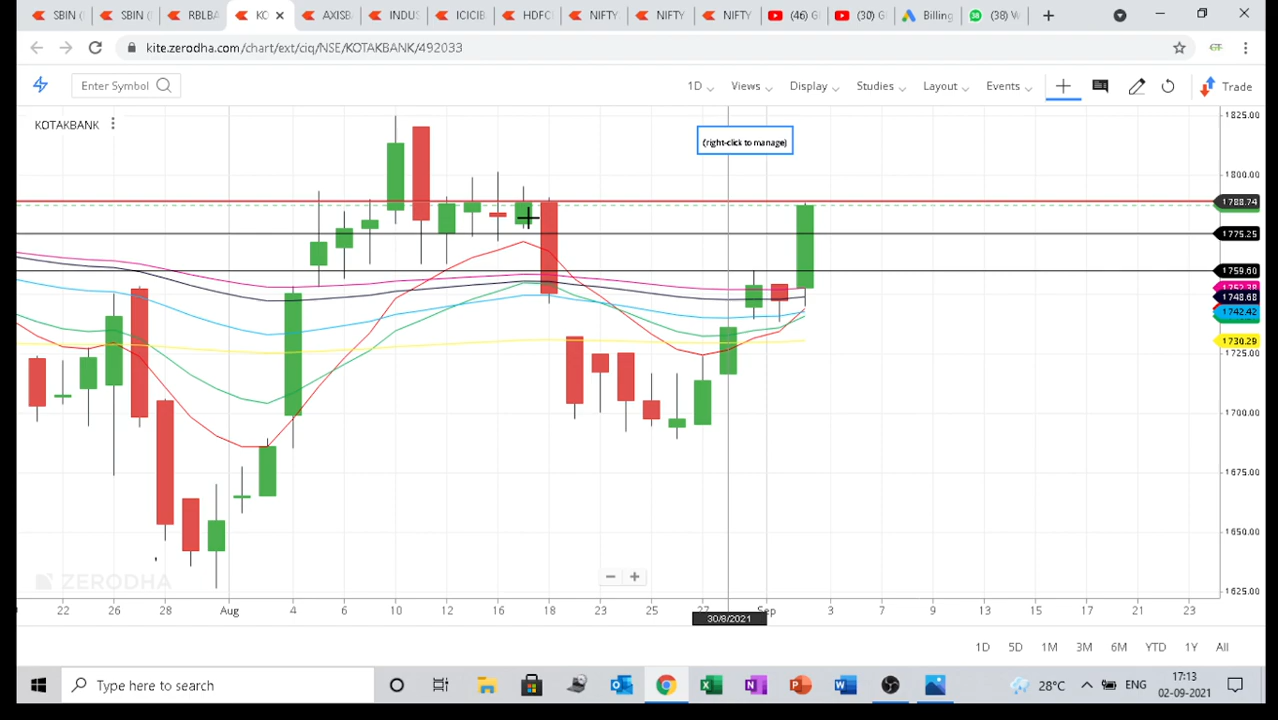 SBIN (
SBIN (
RBLBA
KO
AXISB
INDUS
ICICIB
HDFC
NIFTY
NIFTY
NIFTY
(46) G
(30) G
Billing
(38) W
kite.zerodha.com/chart/ext/ciq/NSE/KOTAKBANK/492033
GT
Enter Symbol
1D
Views
Display
Studies
Layout
Events
Trade
KOTAKBANK
(right-click to manage)
1825.00
1800.00
1788.74
1775.25
1759.60
1752.38
1748.68
1742.42
1730.29
1725.00
1700.00
1675.00
1650.00
1625.00
ZERODHA
22 26 28 Aug 4 6 10 12 16 18 23 25 27 Sep 3 7 9 13 15 17 21 23
30/8/2021
1D 5D 1M 3M 6M YTD 1Y All
Type here to search
28°C
ENG
17:13
02-09-2021